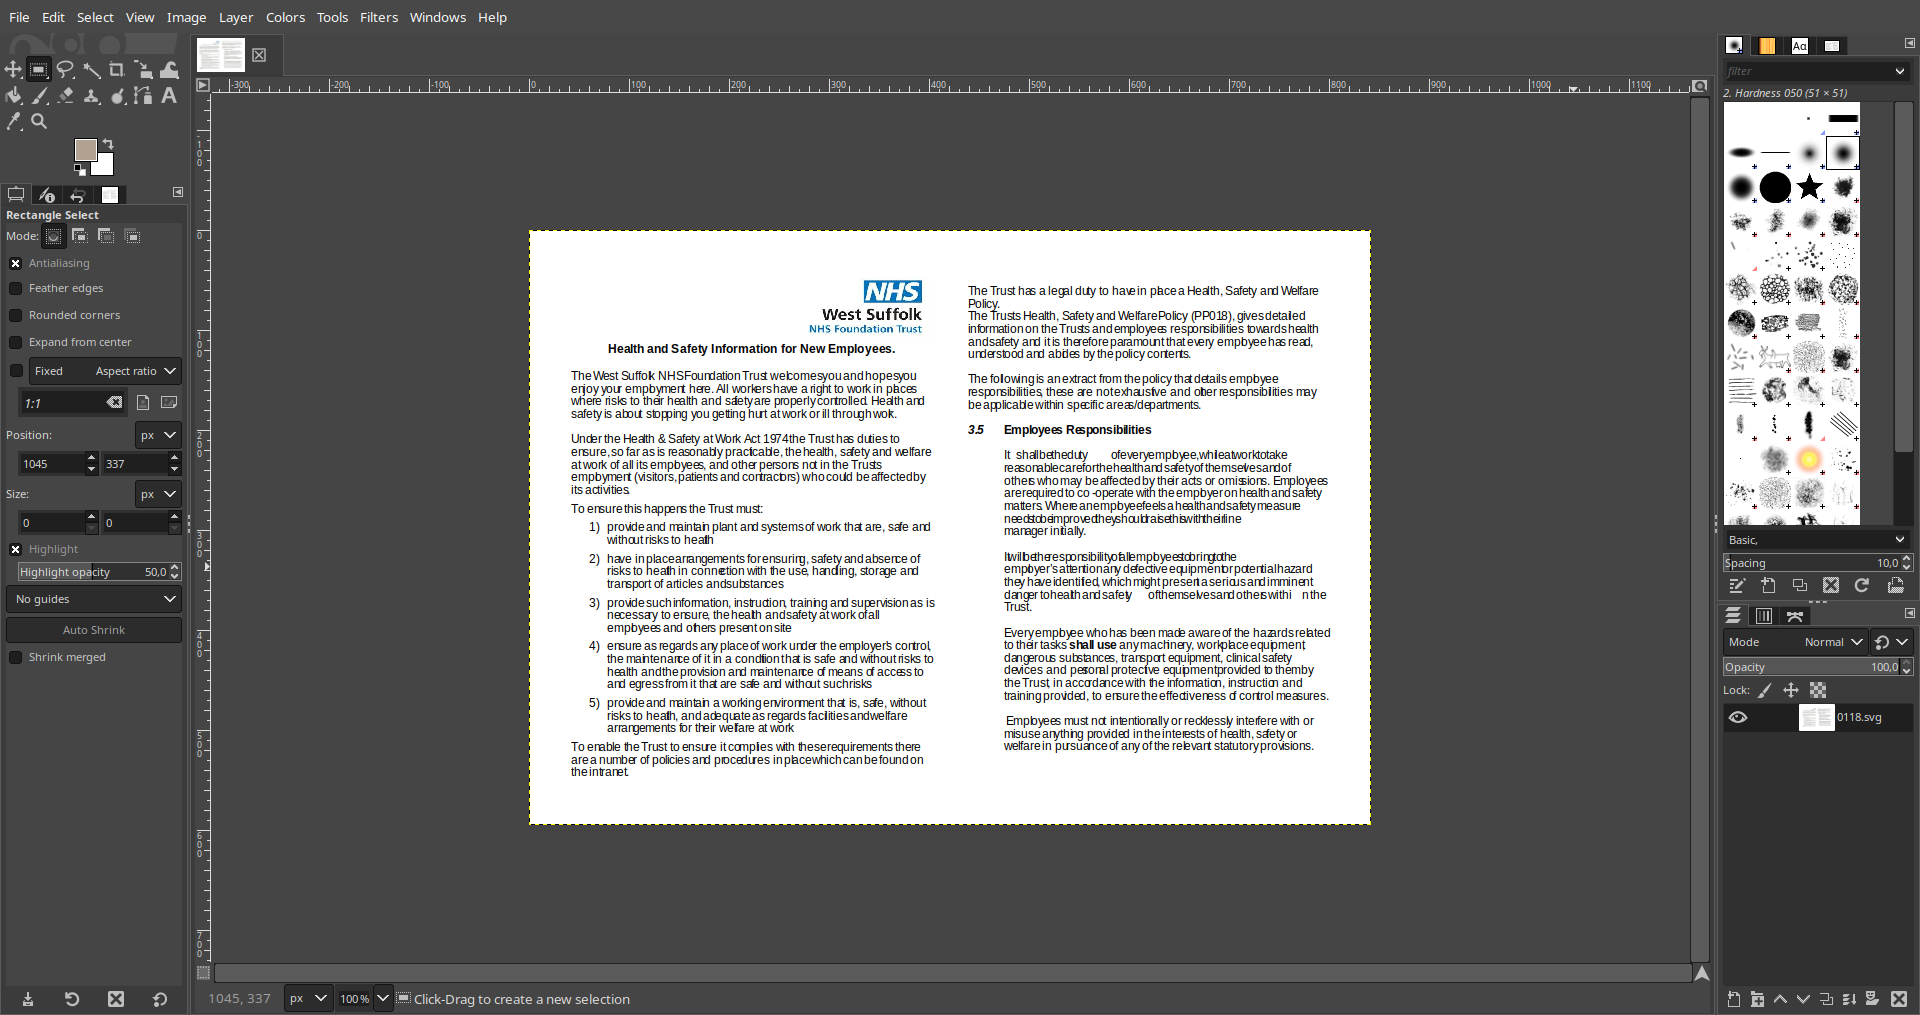 File Edit Select View Image Layer Colors Tools Filters Windows Help
-300 -200 -100 0 100 200 300 400 500 600 700 800 900 1000 1100
filter
2. Hardness 050 (51 × 51)
Rectangle Select
Mode:
Antialiasing
Feather edges
Rounded corners
Expand from center
Fixed Aspect ratio
1:1
Position: px
1045 337
Size: px
0 0
Highlight
Highlight opacity 50,0
No guides
Auto Shrink
Shrink merged
NHS
West Suffolk
NHS Foundation Trust
Health and Safety Information for New Employees.
The West Suffolk NHS Foundation Trust welcomes you and hopes you
enjoy your employment here. All workers have a right to work in places
where risks to their health and safety are properly controlled. Health and
safety is about stopping you getting hurt at work or ill through work.
Under the Health & Safety at Work Act 1974 the Trust has duties to
ensure, so far as is reasonably practicable, the health, safety and welfare
at work of all its employees, and other persons not in the Trusts
employment (visitors, patients and contractors) who could be affected by
its activities.
To ensure this happens the Trust must:
1) provide and maintain plant and systems of work that are, safe and
without risks to health
2) have in place arrangements for ensuring, safety and absence of
risks to health in connection with the use, handling, storage and
transport of articles and substances
3) provide such information, instruction, training and supervision as is
necessary to ensure, the health and safety at work of all
employees and others present on site
4) ensure as regards any place of work under the employer's control,
the maintenance of it in a condition that is safe and without risks to
health and the provision and maintenance of means of access to
and egress from it that are safe and without such risks
5) provide and maintain a working environment that is, safe, without
risks to health, and adequate as regards facilities and welfare
arrangements for their welfare at work
To enable the Trust to ensure it complies with these requirements there
are a number of policies and procedures in place which can be found on
the intranet.
The Trust has a legal duty to have in place a Health, Safety and Welfare
Policy.
The Trusts Health, Safety and Welfare Policy (PP018), gives detailed
information on the Trusts and employees responsibilities towards health
and safety and it is therefore paramount that every employee has read,
understood and abides by the policy contents.
The following is an extract from the policy that details employee
responsibilities, these are not exhaustive and other responsibilities may
be applicable within specific areas/departments.
3.5 Employees Responsibilities
It shall be the duty of every employee, while at work to take
reasonable care for the health and safety of themselves and of
others who may be affected by their acts or omissions. Employees
are required to co-operate with the employer on health and safety
matters. Where an employee feels a health and safety measure
needs to be improved they should raise this with their line
manager initially.
It will be the responsibility of all employees to bring to the
employer's attention any defective equipment or potential hazard
they have identified, which might present a serious and imminent
danger to health and safety of themselves and others within the
Trust.
Every employee who has been made aware of the hazards related
to their tasks shall use any machinery, workplace equipment,
dangerous substances, transport equipment, clinical safety
devices and personal protective equipment provided to them by
the Trust, in accordance with the information, instruction and
training provided, to ensure the effectiveness of control measures.
Employees must not intentionally or recklessly interfere with or
misuse anything provided in the interests of health, safety or
welfare in pursuance of any of the relevant statutory provisions.
Basic,
Spacing 10,0
Mode Normal
Opacity 100,0
Lock:
0118.svg
1045, 337 px 100% Click-Drag to create a new selection